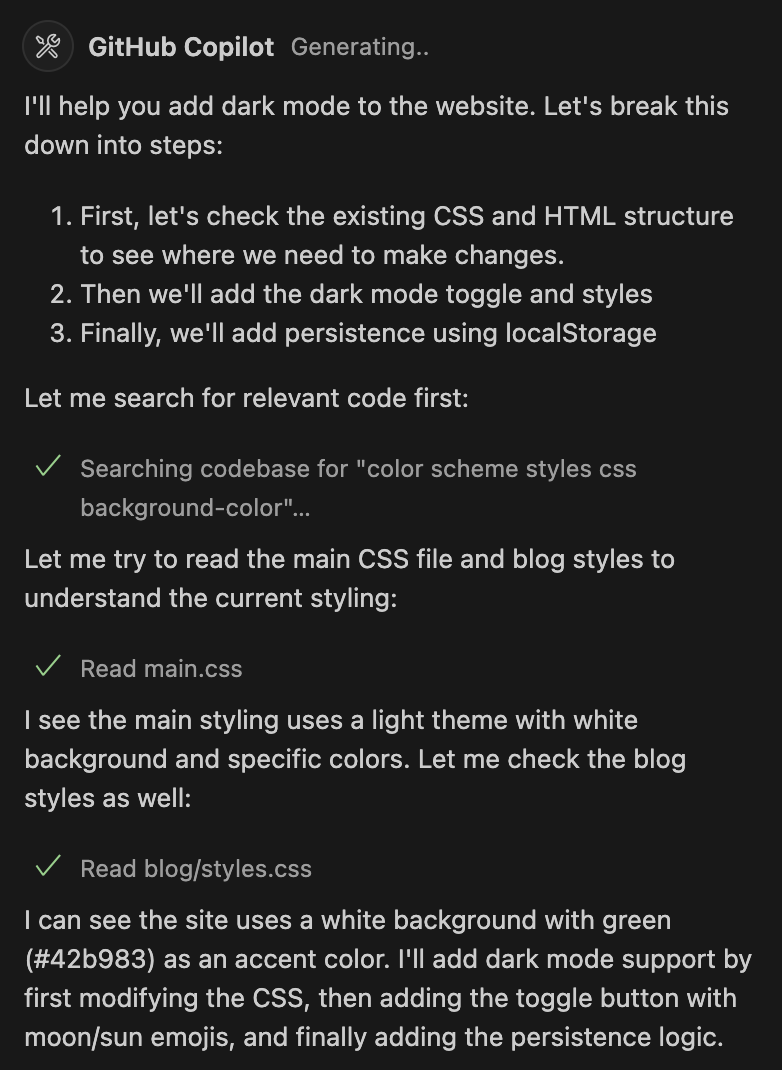 GitHub Copilot Generating..
I'll help you add dark mode to the website. Let's break this
down into steps:
1. First, let's check the existing CSS and HTML structure
to see where we need to make changes.
2. Then we'll add the dark mode toggle and styles
3. Finally, we'll add persistence using localStorage
Let me search for relevant code first:
Searching codebase for "color scheme styles css
background-color"...
Let me try to read the main CSS file and blog styles to
understand the current styling:
Read main.css
I see the main styling uses a light theme with white
background and specific colors. Let me check the blog
styles as well:
Read blog/styles.css
I can see the site uses a white background with green
(#42b983) as an accent color. I'll add dark mode support by
first modifying the CSS, then adding the toggle button with
moon/sun emojis, and finally adding the persistence logic.